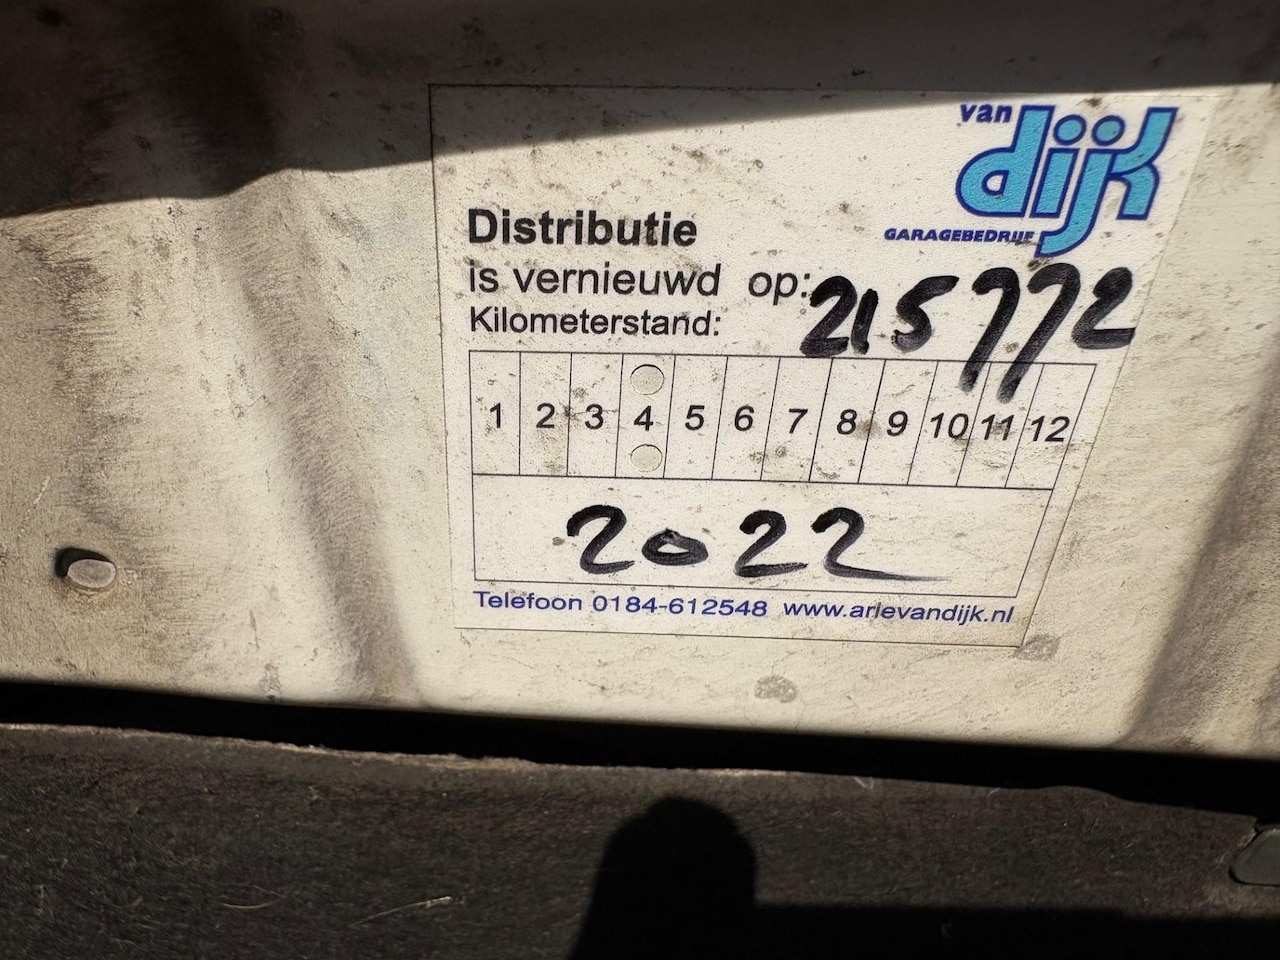 van dijk
GARAGEBEDRIJF
Distributie
is vernieuwd op:
Kilometerstand: 215772
1 2 3 4 5 6 7 8 9 10 11 12
2022
Telefoon 0184-612548 www.arievandijk.nl